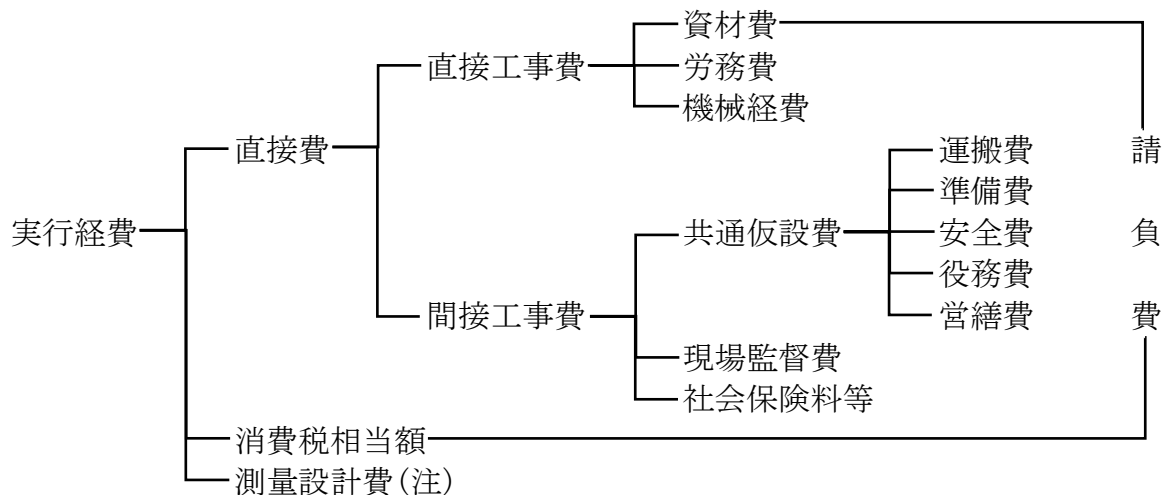 資材費
直接工事費 労務費
機械経費
直接費 運搬費 請
準備費
実行経費 共通仮設費 安全費 負
役務費
間接工事費 営繕費 費
現場監督費
社会保険料等
消費税相当額
測量設計費(注)